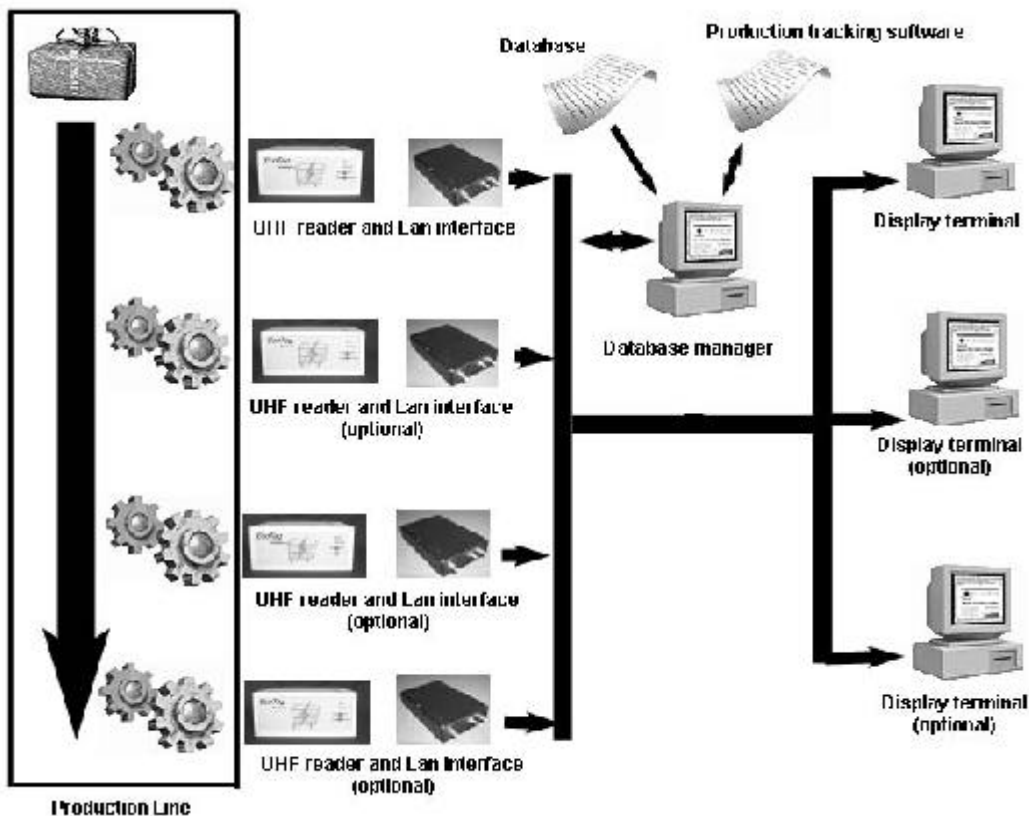 Database
Production tracking software
UHF reader and Lan interface
Display terminal
Database manager
UHF reader and Lan interface
(optional)
Display terminal
(optional)
UHF reader and Lan interface
(optional)
Display terminal
(optional)
UHF reader and Lan interface
(optional)
Production Line